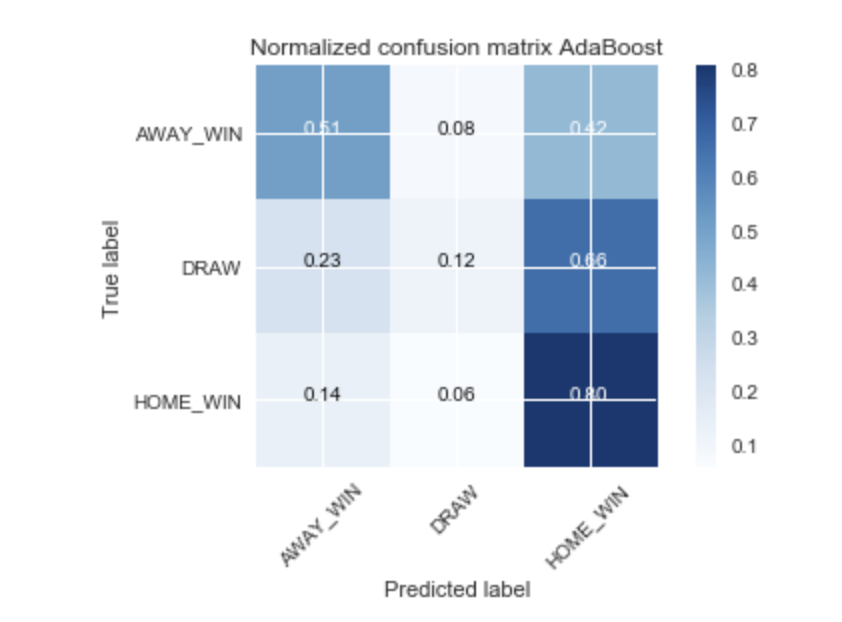 Normalized confusion matrix AdaBoost
True label
AWAY_WIN
0.51
0.08
0.42
DRAW
0.23
0.12
0.66
HOME_WIN
0.14
0.06
0.80
AWAY_WIN
DRAW
HOME_WIN
Predicted label
0.8
0.7
0.6
0.5
0.4
0.3
0.2
0.1